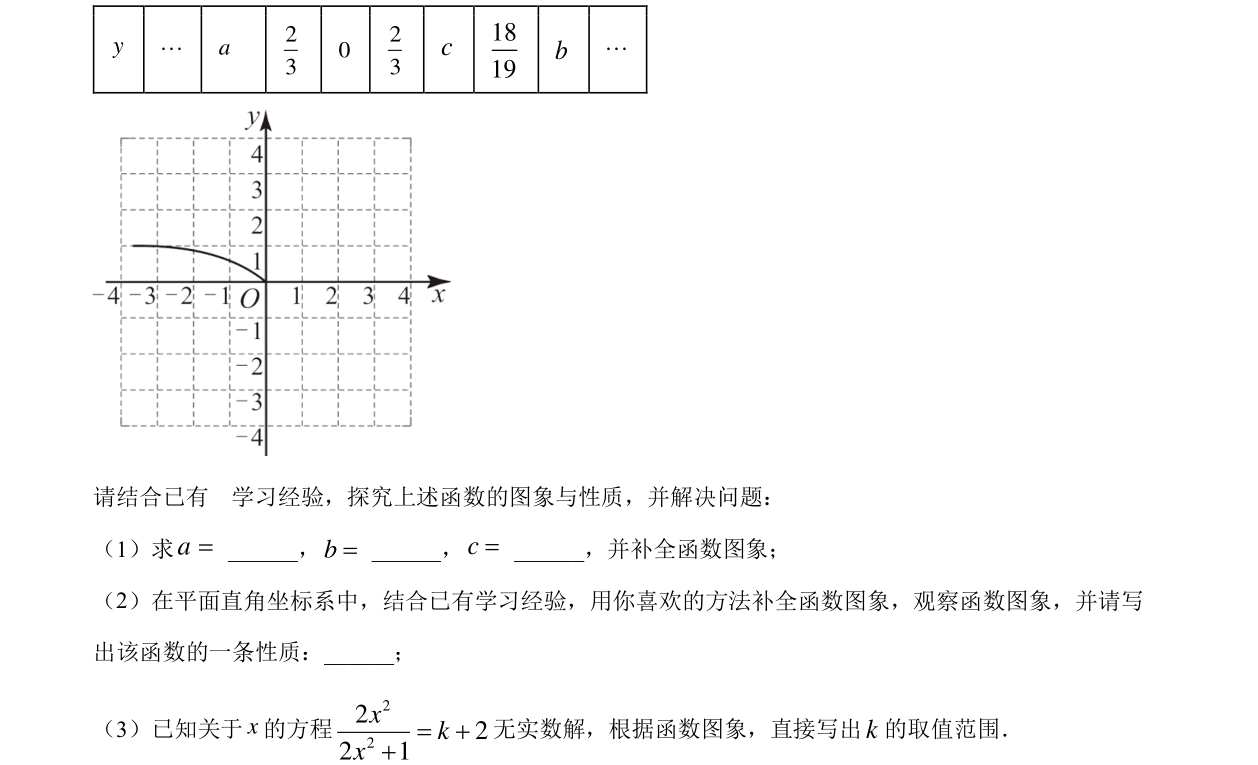 y … a 2/3 0 2/3 c 18/19 b …
y
4
3
2
1
−4 −3 −2 −1 O 1 2 3 4 x
−1
−2
−3
−4
请结合已有 学习经验，探究上述函数的图象与性质，并解决问题：
（1）求a = ______，b = ______，c = ______，并补全函数图象；
（2）在平面直角坐标系中，结合已有学习经验，用你喜欢的方法补全函数图象，观察函数图象，并请写
出该函数的一条性质：______；
（3）已知关于 x 的方程 2x²/(2x²+1) = k + 2 无实数解，根据函数图象，直接写出 k 的取值范围．